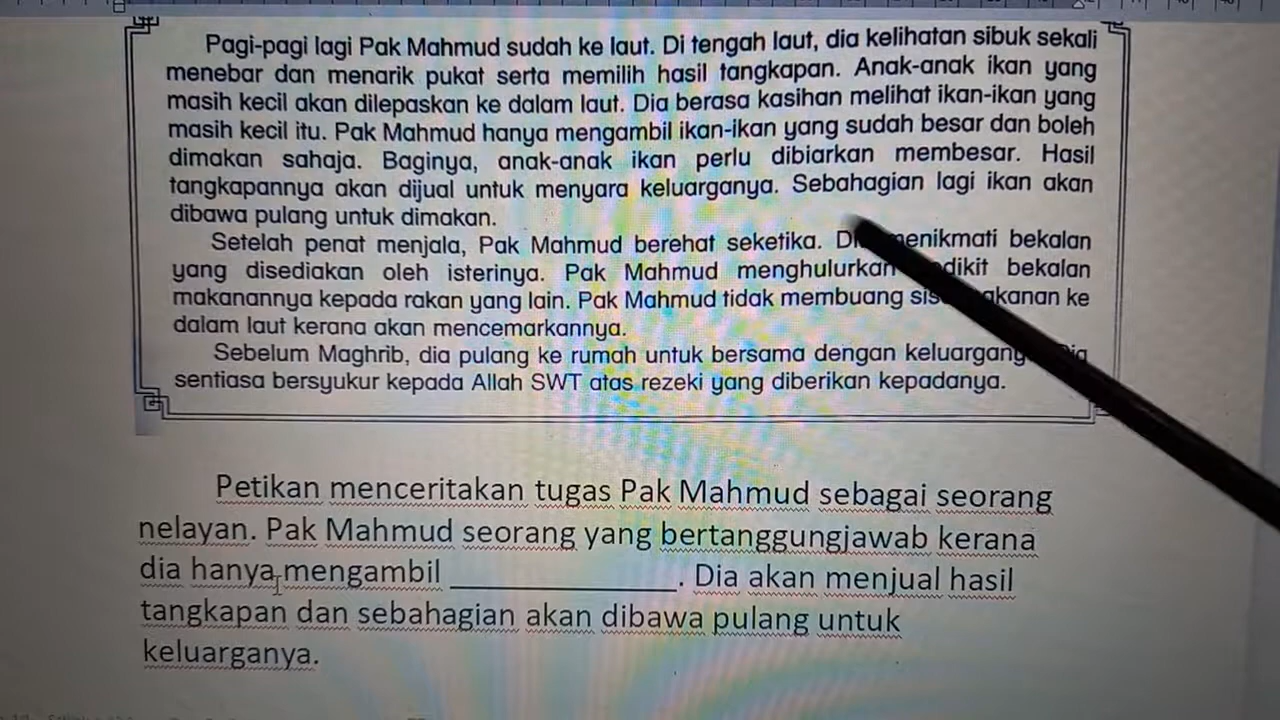 Pagi-pagi lagi Pak Mahmud sudah ke laut. Di tengah laut, dia kelihatan sibuk sekali
menebar dan menarik pukat serta memilih hasil tangkapan. Anak-anak ikan yang
masih kecil akan dilepaskan ke dalam laut. Dia berasa kasihan melihat ikan-ikan yang
masih kecil itu. Pak Mahmud hanya mengambil ikan-ikan yang sudah besar dan boleh
dimakan sahaja. Baginya, anak-anak ikan perlu dibiarkan membesar. Hasil
tangkapannya akan dijual untuk menyara keluarganya. Sebahagian lagi ikan akan
dibawa pulang untuk dimakan.
Setelah penat menjala, Pak Mahmud berehat seketika. menikmati bekalan
yang disediakan oleh isterinya. Pak Mahmud menghulurkan bekalan
makanannya kepada rakan yang lain. Pak Mahmud tidak membuang ke
dalam laut kerana akan mencemarkannya.
Sebelum Maghrib, dia pulang ke rumah untuk bersama dengan
sentiasa bersyukur kepada Allah SWT atas rezeki yang diberikan kepadanya.
Petikan menceritakan tugas Pak Mahmud sebagai seorang
nelayan. Pak Mahmud seorang yang bertanggungjawab kerana
dia hanya mengambil ______________. Dia akan menjual hasil
tangkapan dan sebahagian akan dibawa pulang untuk
keluarganya.